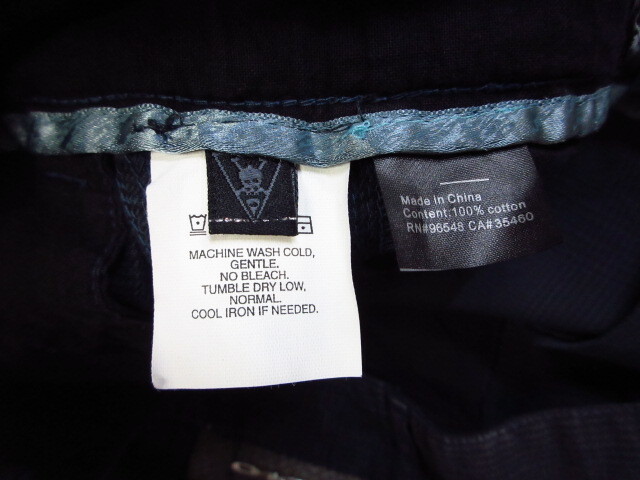 MACHINE WASH COLD,
GENTLE.
NO BLEACH.
TUMBLE DRY LOW,
NORMAL.
COOL IRON IF NEEDED.
Made in China
Content:100% cotton
RN#96548 CA#35460